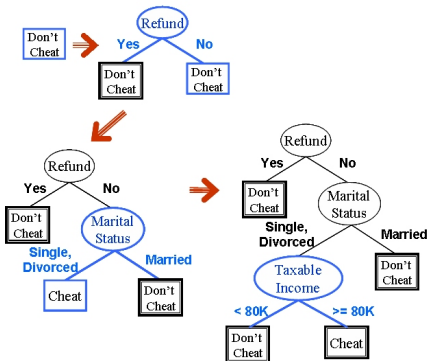 Refund
Don't
Cheat
Yes
No
Don't
Cheat
Don't
Cheat
Refund
Yes
No
Don't
Cheat
Marital
Status
Single,
Divorced
Married
Cheat
Don't
Cheat
Refund
Yes
No
Don't
Cheat
Marital
Status
Single,
Divorced
Married
Taxable
Income
Don't
Cheat
< 80K
>= 80K
Don't
Cheat
Cheat